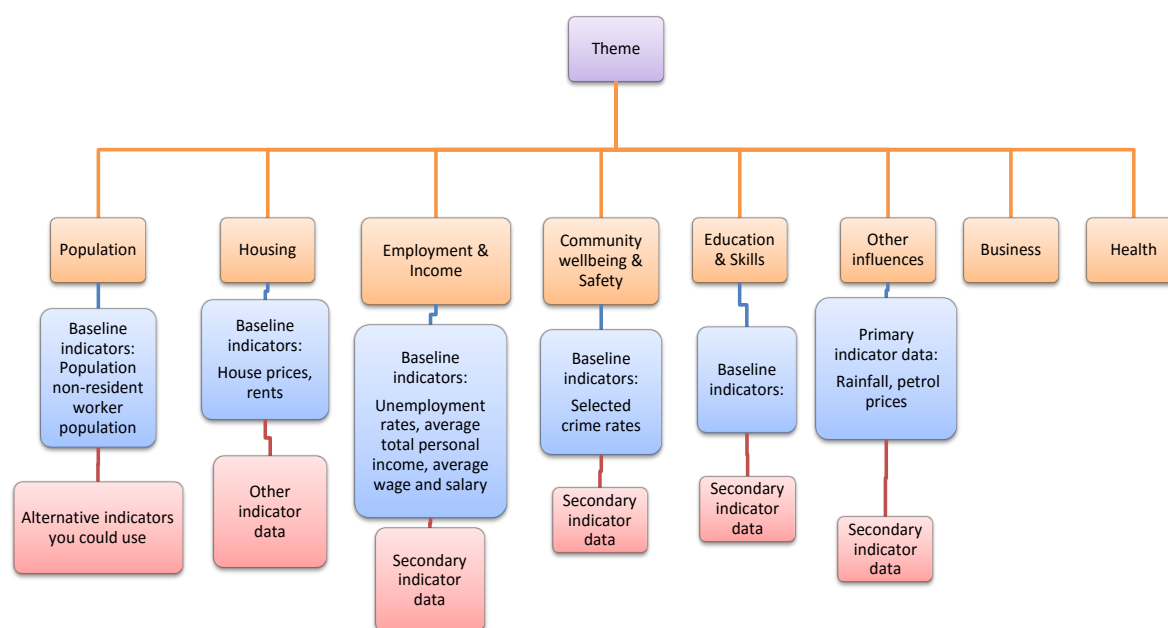 Theme
Population
Housing
Employment &
Income
Community
wellbeing &
Safety
Education
& Skills
Other
influences
Business
Health
Baseline
indicators:
Population
non-resident
worker
population
Baseline
indicators:
House prices,
rents
Baseline
indicators:
Unemployment
rates, average
total personal
income, average
wage and salary
Baseline
indicators:
Selected
crime rates
Baseline
indicators:
Primary
indicator data:
Rainfall, petrol
prices
Alternative indicators
you could use
Other
indicator
data
Secondary
indicator
data
Secondary
indicator
data
Secondary
indicator
data
Secondary
indicator
data